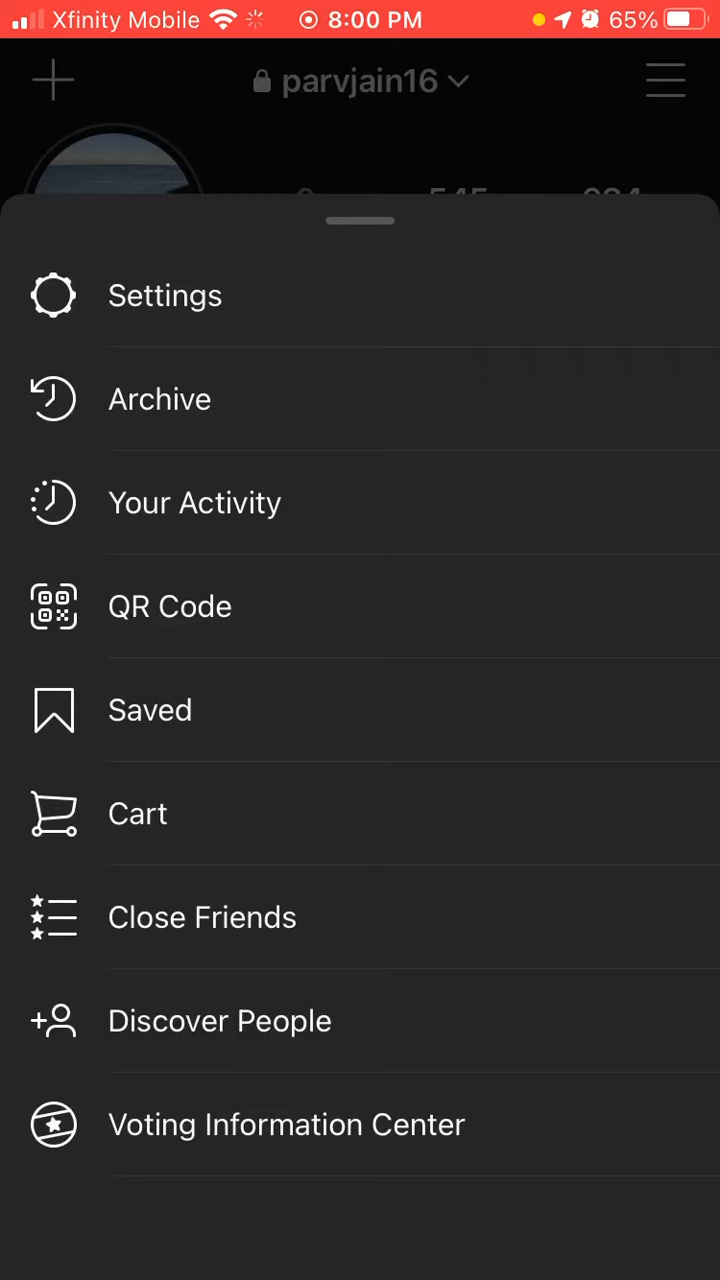 Xfinity Mobile 8:00 PM 65%
parvjain16
Settings
Archive
Your Activity
QR Code
Saved
Cart
Close Friends
Discover People
Voting Information Center